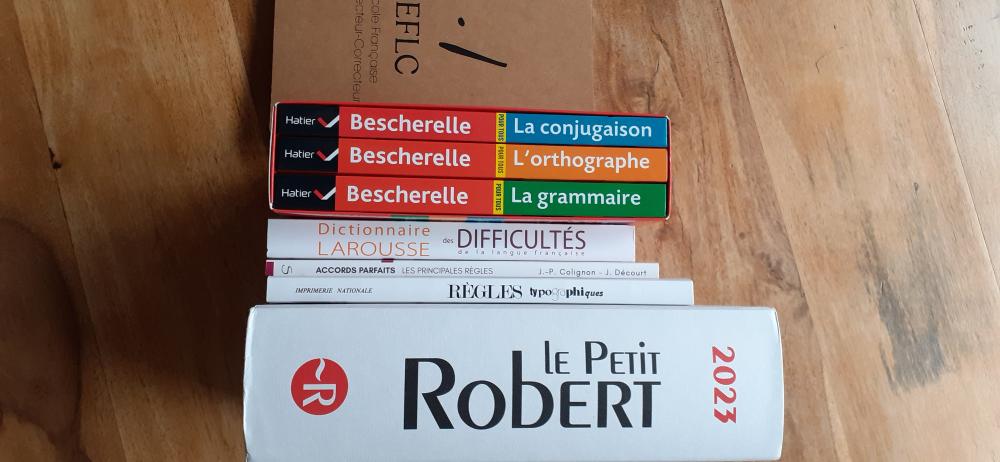 EFLC
cole Française
ecteur-Correcteur
Hatier Bescherelle POUR TOUS La conjugaison
Hatier Bescherelle POUR TOUS L'orthographe
Hatier Bescherelle POUR TOUS La grammaire
Dictionnaire
LAROUSSE des DIFFICULTÉS
de la langue française
ACCORDS PARFAITS LES PRINCIPALES RÈGLES J.-P. Colignon - J. Décourt
IMPRIMERIE NATIONALE RÈGLES typographiques
R
le Petit
Robert
2023